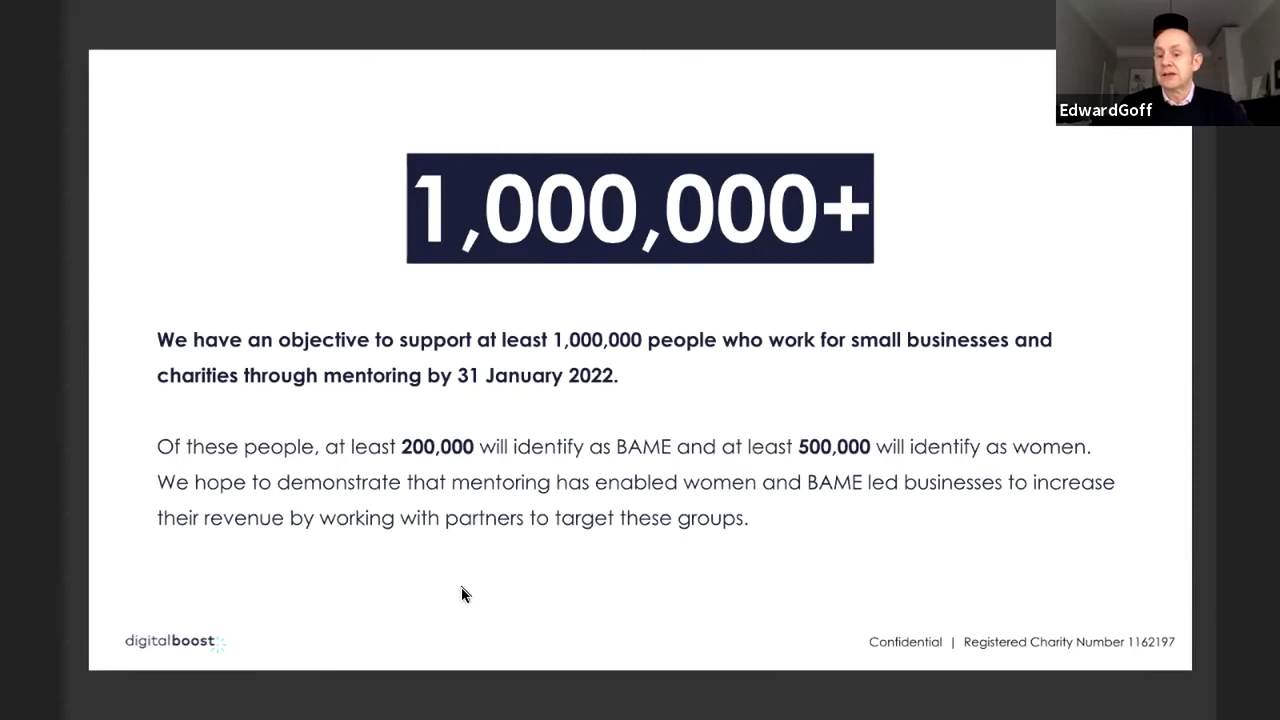 EdwardGoff
1,000,000+
We have an objective to support at least 1,000,000 people who work for small businesses and
charities through mentoring by 31 January 2022.
Of these people, at least 200,000 will identify as BAME and at least 500,000 will identify as women.
We hope to demonstrate that mentoring has enabled women and BAME led businesses to increase
their revenue by working with partners to target these groups.
digitalboost
Confidential | Registered Charity Number 1162197